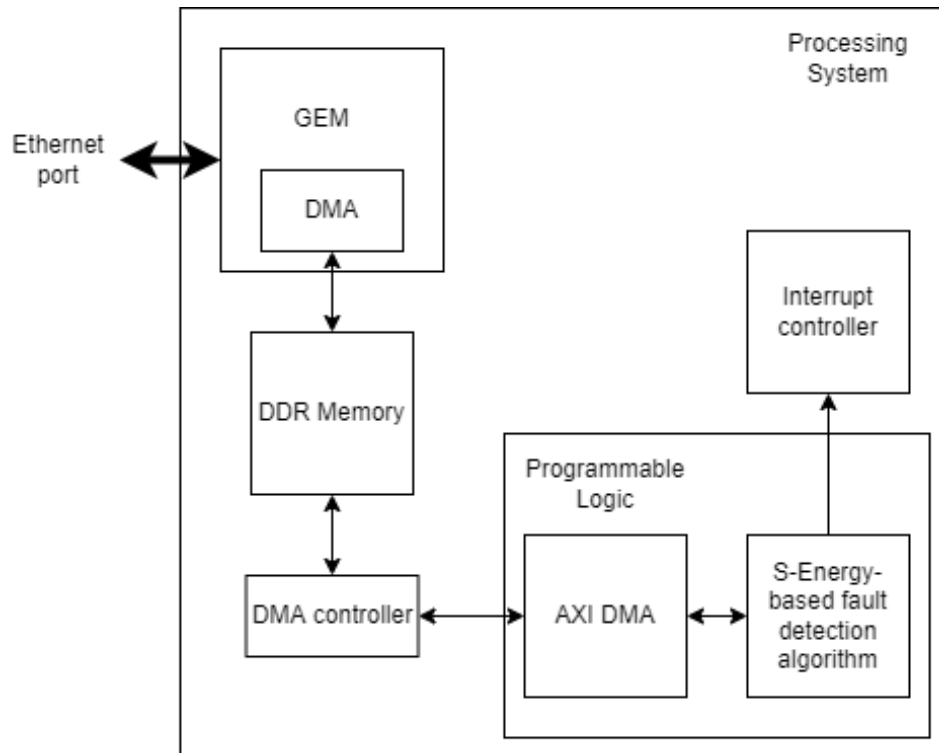 Processing
System
GEM
Ethernet
port
DMA
Interrupt
controller
DDR Memory
Programmable
Logic
DMA controller
AXI DMA
S-Energy-
based fault
detection
algorithm